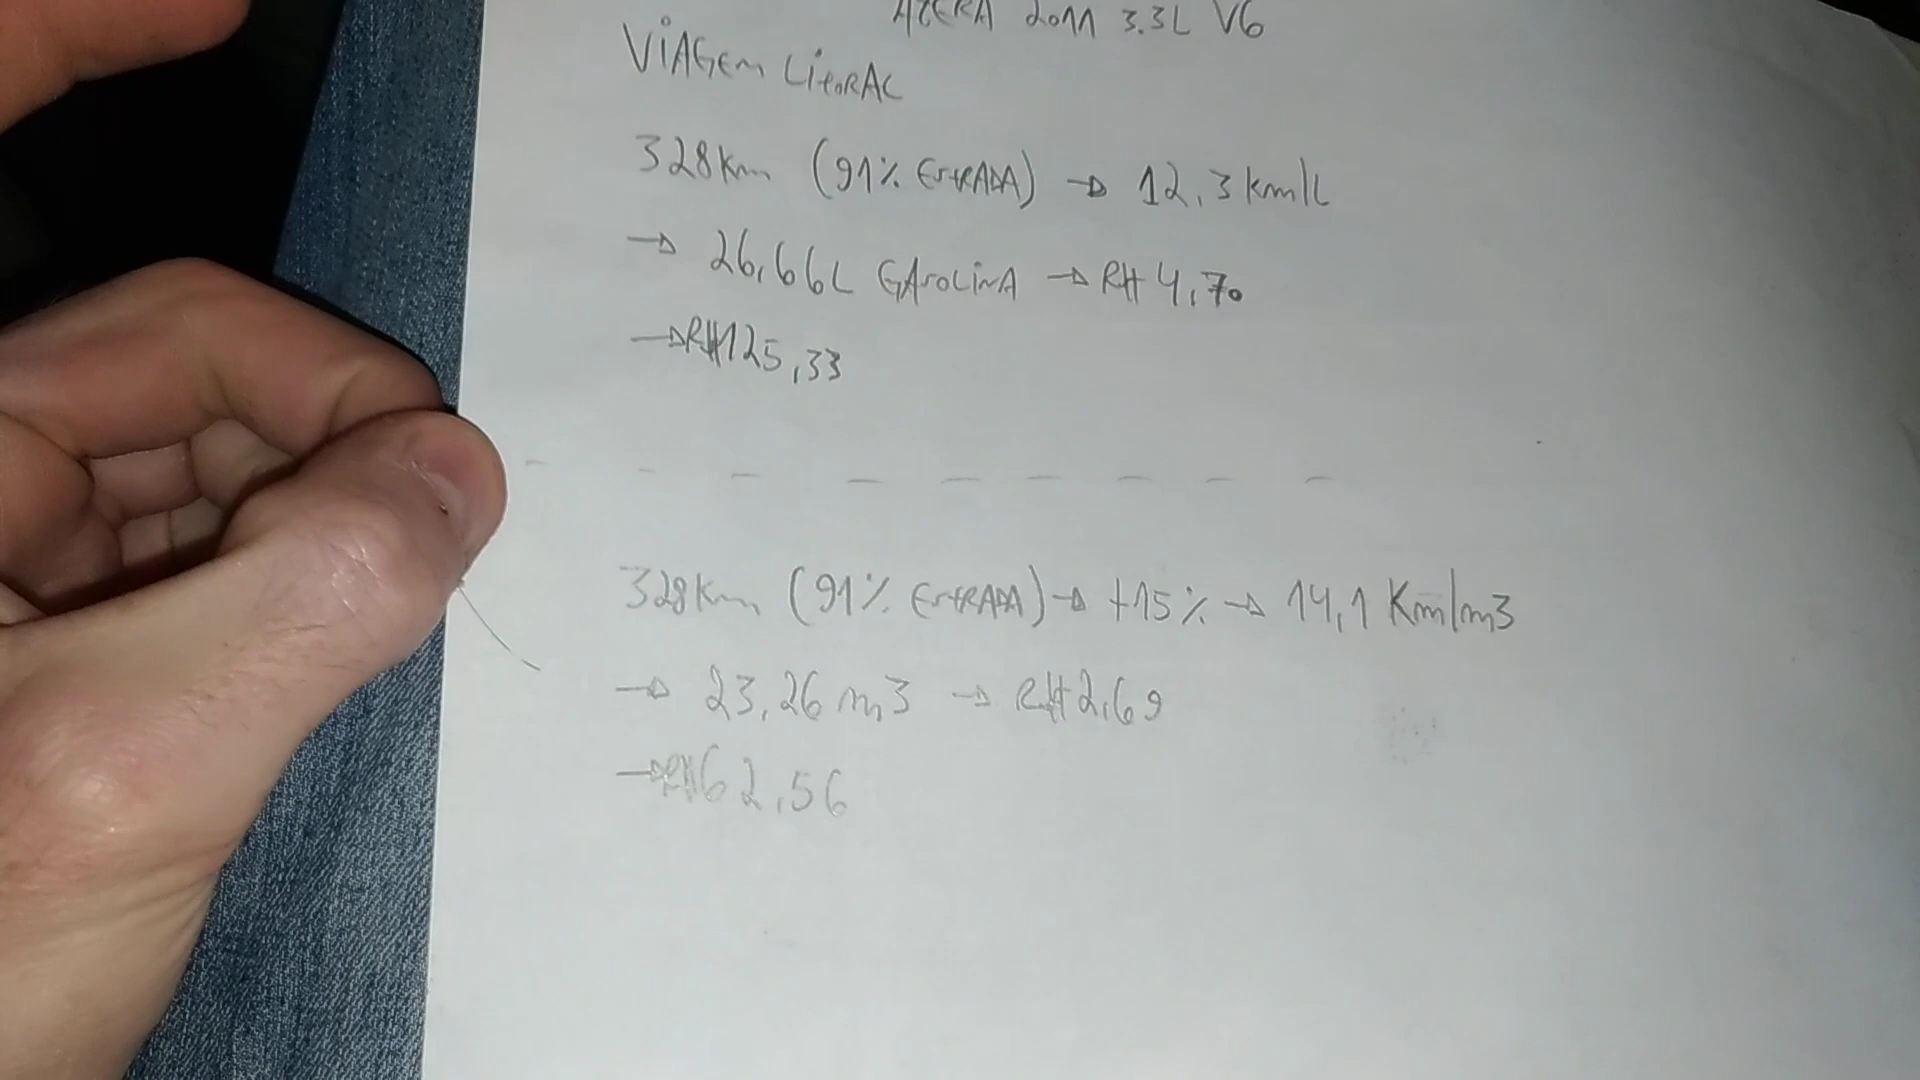 AZERA 2011 3.3L V6
VIAGEM LITORAL
328Km (91% ESTRADA) → 12,3 km/L
→ 26,66L GASOLINA → R$ 4,70
→ R$125,33
328Km (91% ESTRADA) → +15% → 14,1 Km/m3
→ 23,26 m3 → R$ 2,69
→ R$62,56